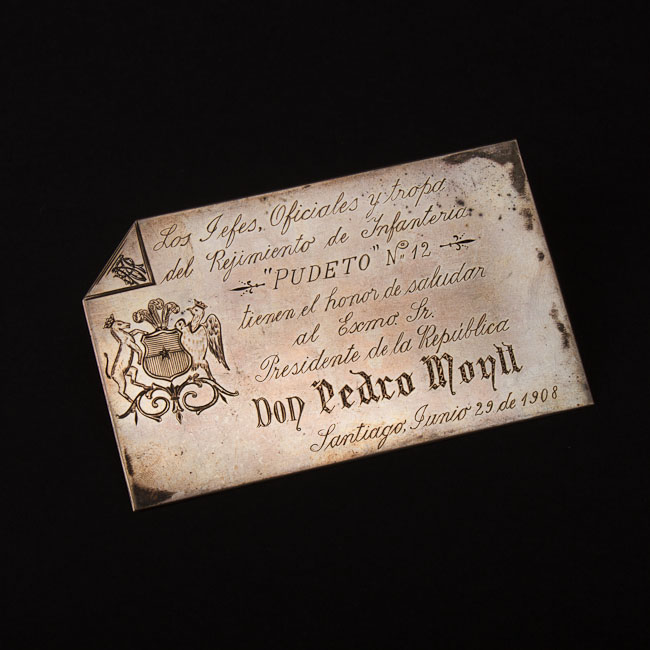 Los Jefes, Oficiales y tropa
del Rejimiento de Infanteria
"PUDETO" Nº 12
tienen el honor de saludar
al Excmo Sr.
Presidente de la República
Don Pedro Montt
Santiago, Junio 29 de 1908